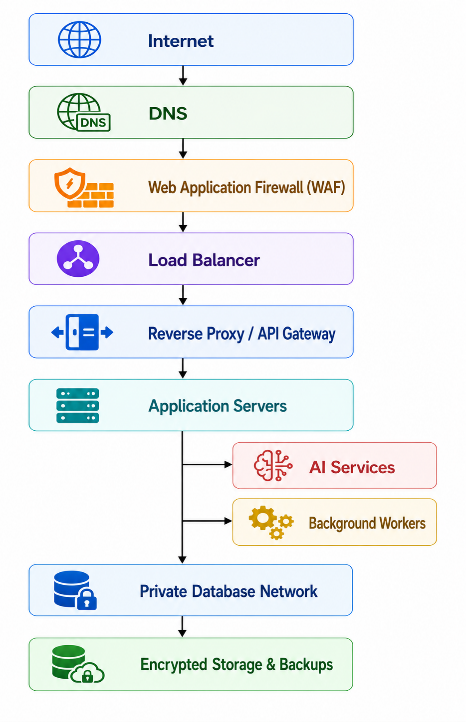 Internet
DNS
DNS
Web Application Firewall (WAF)
Load Balancer
Reverse Proxy / API Gateway
Application Servers
AI Services
Background Workers
Private Database Network
Encrypted Storage & Backups